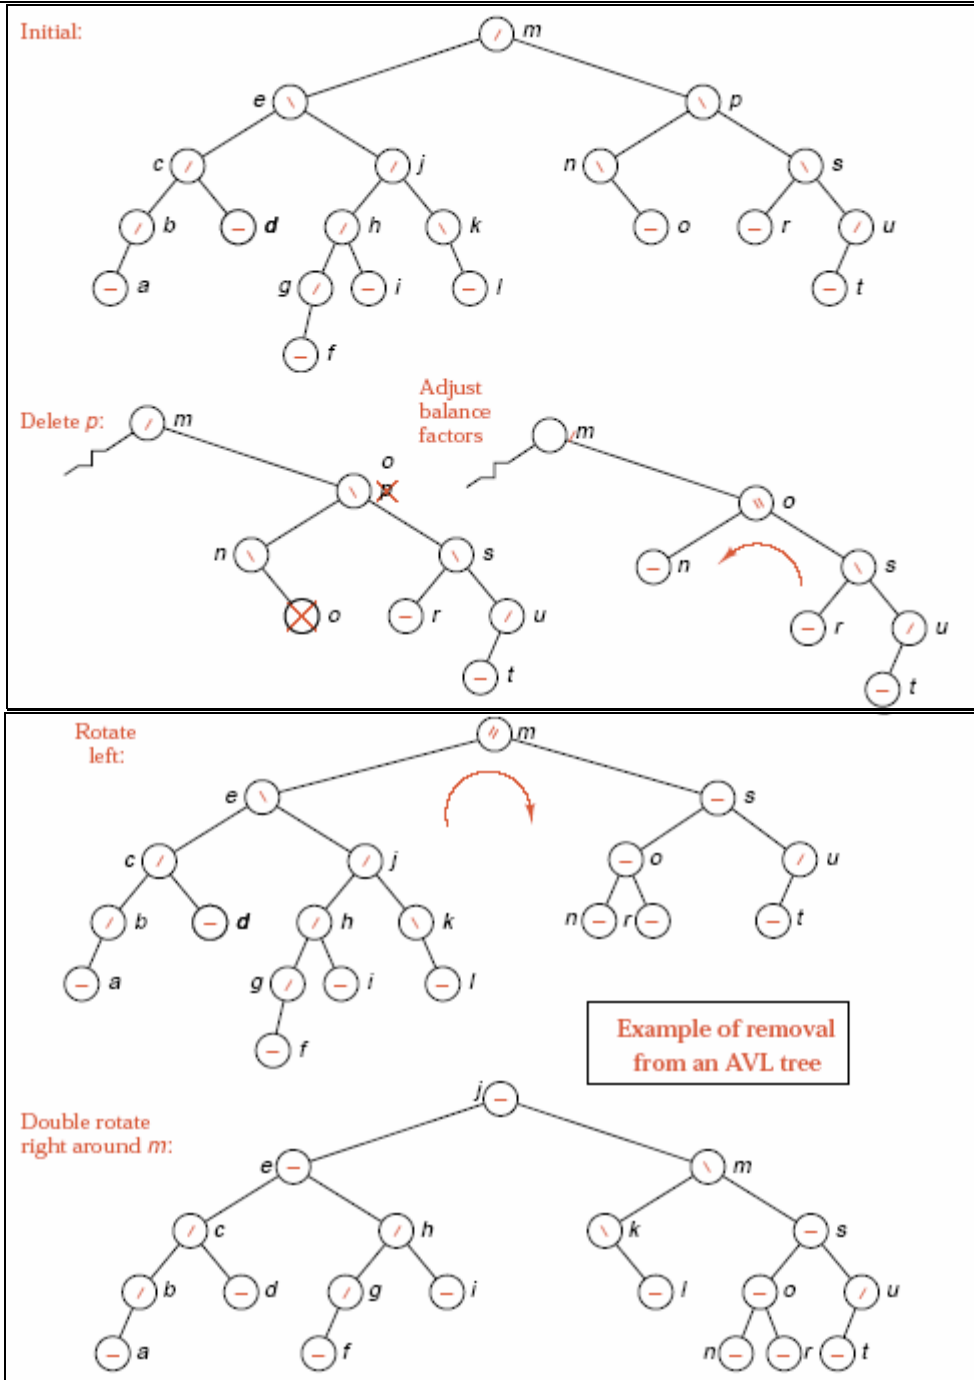 Initial:
m
e
p
c
j
n
s
b
d
h
k
o
r
u
a
g
i
l
t
f
Delete p:
m
Adjust
balance
factors
m
o
p
o
n
s
n
s
o
r
u
r
u
t
t
Rotate
left:
m
e
s
c
j
o
u
b
d
h
k
n
r
t
a
g
i
l
f
Example of removal
from an AVL tree
j
Double rotate
right around m:
e
m
c
h
k
s
b
d
g
i
l
o
u
a
f
n
r
t